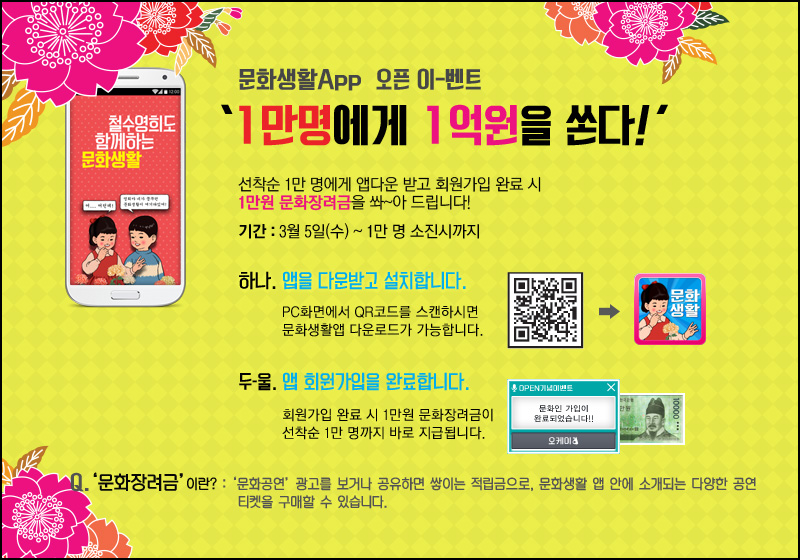 문화생활App 오픈 이-벤트
‘1만명에게 1억원을 쏜다!’
12:00
철수영희도
함께하는
문화생활
선착순 1만 명에게 앱다운 받고 회원가입 완료 시
1만원 문화장려금을 쏴~아 드립니다!
기간 : 3월 5일(수) ~ 1만 명 소진시까지
하나. 앱을 다운받고 설치합니다.
PC화면에서 QR코드를 스캔하시면
문화생활앱 다운로드가 가능합니다.
문화
생활
두-울. 앱 회원가입을 완료합니다.
회원가입 완료 시 1만원 문화장려금이
선착순 1만 명까지 바로 지급됩니다.
OPEN기념이벤트
문화인 가입이
완료되었습니다!!
오케이
10000
Q. ‘문화장려금’이란? : ‘문화공연’ 광고를 보거나 공유하면 쌓이는 적립금으로, 문화생활 앱 안에 소개되는 다양한 공연
티켓을 구매할 수 있습니다.